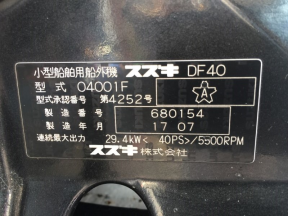 小型船舶用船外機 スズキ DF40
型式 04001F
型式承認番号 第4252号 A
製造番号 680154
製造年月 17 07
連続最大出力 29.4kW< 40PS>/5500RPM
スズキ株式会社